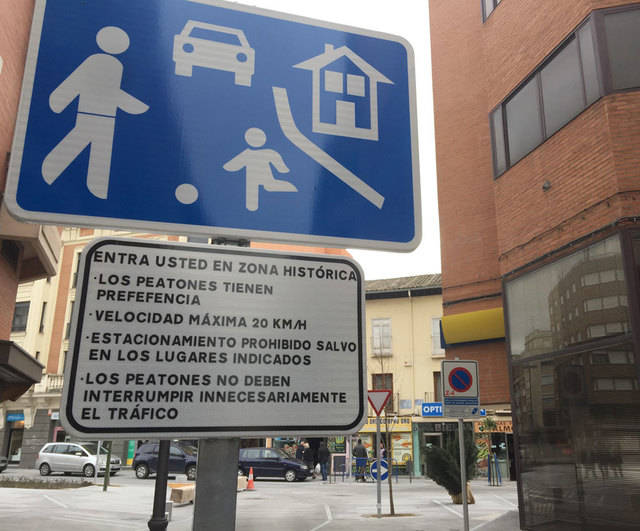 ENTRA USTED EN ZONA HISTÓRICA
·LOS PEATONES TIENEN
PREFEFENCIA
·VELOCIDAD MÁXIMA 20 KM/H
·ESTACIONAMIENTO PROHIBIDO SALVO
EN LOS LUGARES INDICADOS
·LOS PEATONES NO DEBEN
INTERRUMPIR INNECESARIAMENTE
EL TRÁFICO
OPTI